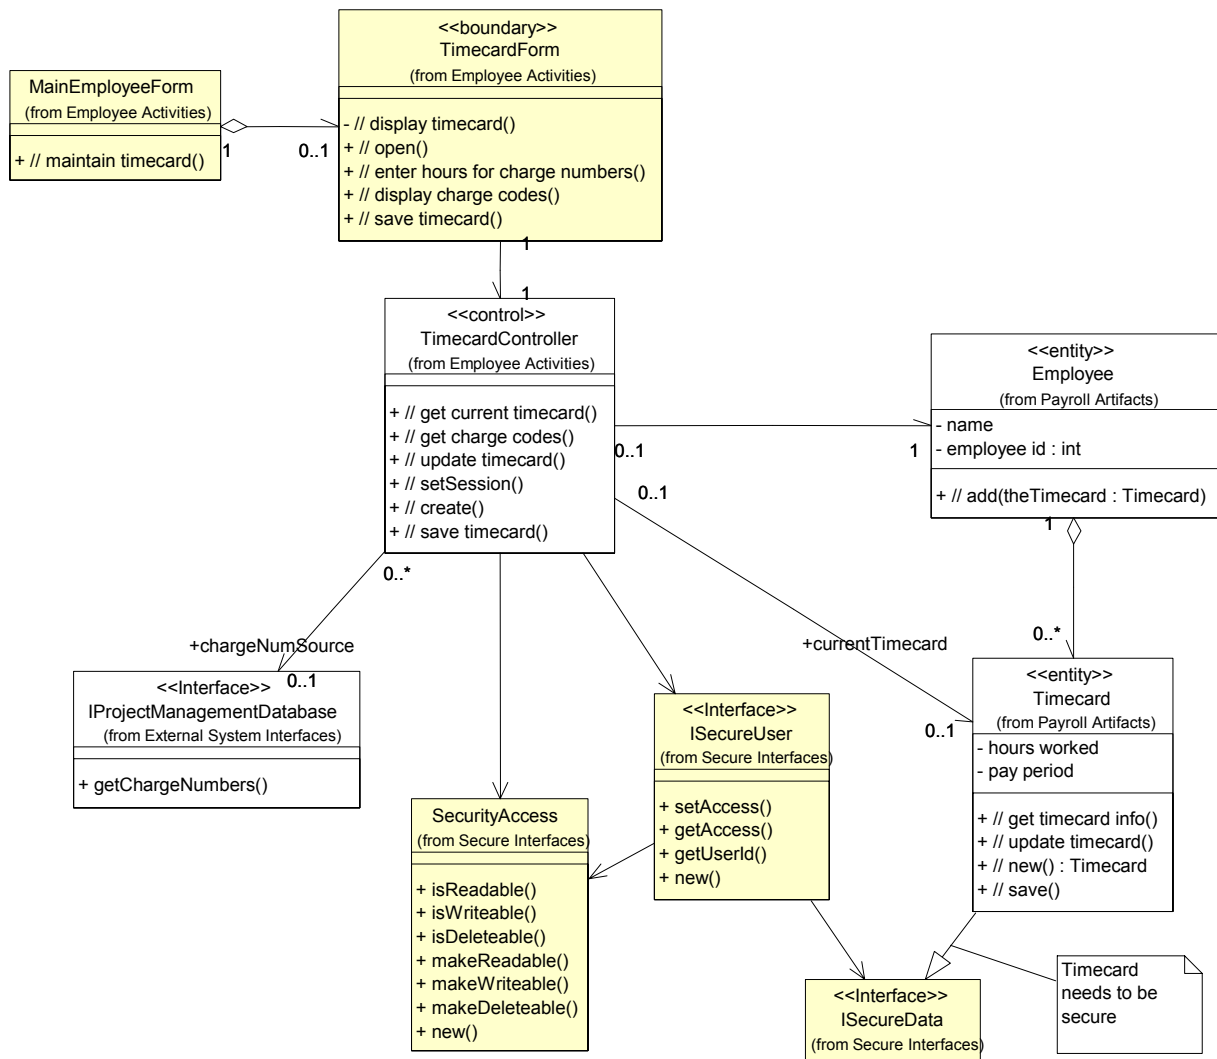 <<boundary>>
TimecardForm
(from Employee Activities)
- // display timecard()
+ // open()
+ // enter hours for charge numbers()
+ // display charge codes()
+ // save timecard()
MainEmployeeForm
(from Employee Activities)
+ // maintain timecard()
1
0..1
1
1
<<control>>
TimecardController
(from Employee Activities)
+ // get current timecard()
+ // get charge codes()
+ // update timecard()
+ // setSession()
+ // create()
+ // save timecard()
<<entity>>
Employee
(from Payroll Artifacts)
- name
- employee id : int
+ // add(theTimecard : Timecard)
0..1
1
0..1
1
0..*
0..*
+chargeNumSource
0..1
+currentTimecard
0..1
<<Interface>>
IProjectManagementDatabase
(from External System Interfaces)
+ getChargeNumbers()
<<Interface>>
ISecureUser
(from Secure Interfaces)
+ setAccess()
+ getAccess()
+ getUserId()
+ new()
<<entity>>
Timecard
(from Payroll Artifacts)
- hours worked
- pay period
+ // get timecard info()
+ // update timecard()
+ // new() : Timecard
+ // save()
SecurityAccess
(from Secure Interfaces)
+ isReadable()
+ isWriteable()
+ isDeleteable()
+ makeReadable()
+ makeWriteable()
+ makeDeleteable()
+ new()
<<Interface>>
ISecureData
(from Secure Interfaces)
Timecard
needs to be
secure